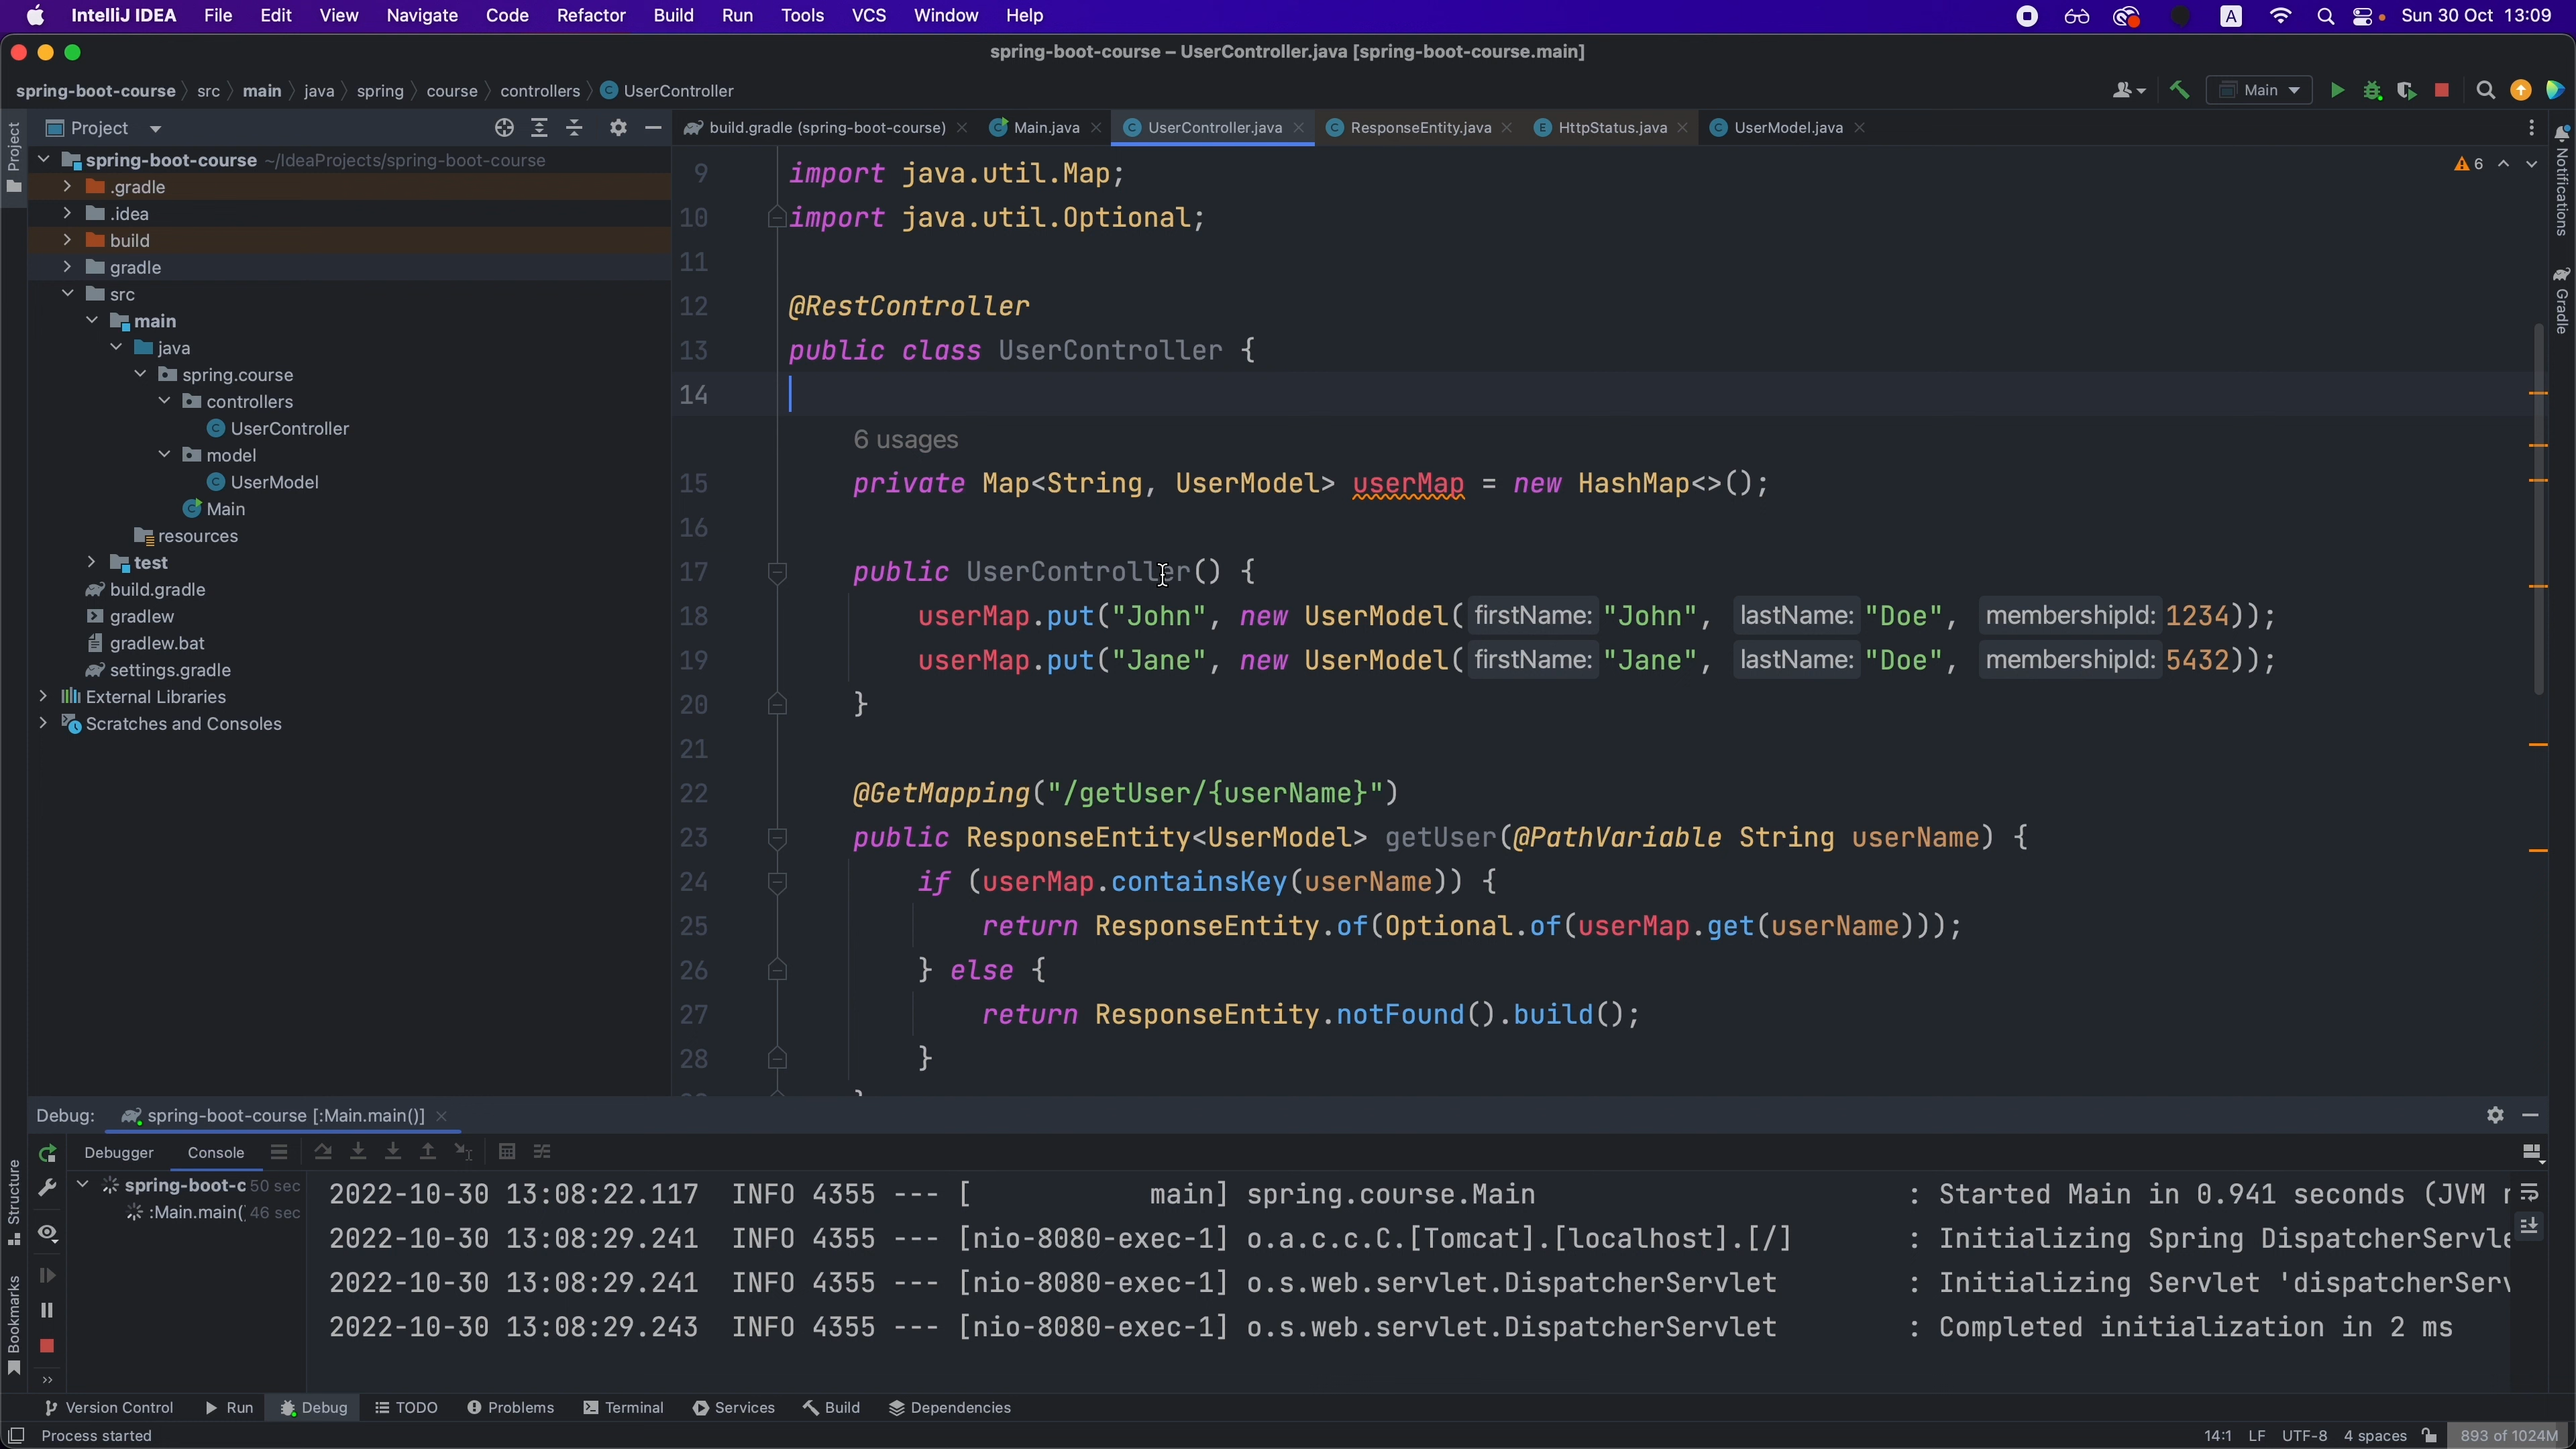 IntelliJ IDEA File Edit View Navigate Code Refactor Build Run Tools VCS Window Help A Sun 30 Oct 13:09
spring-boot-course – UserController.java [spring-boot-course.main]
spring-boot-course src main java spring course controllers UserController Main
Project
build.gradle (spring-boot-course) Main.java UserController.java ResponseEntity.java HttpStatus.java UserModel.java
Project
Notifications
Gradle
spring-boot-course ~/IdeaProjects/spring-boot-course
.gradle
.idea
build
gradle
src
main
java
spring.course
controllers
UserController
model
UserModel
Main
resources
test
build.gradle
gradlew
gradlew.bat
settings.gradle
External Libraries
Scratches and Consoles
6
9 import java.util.Map;
10 import java.util.Optional;
11
12 @RestController
13 public class UserController {
14
6 usages
15 private Map<String, UserModel> userMap = new HashMap<>();
16
17 public UserController() {
18 userMap.put("John", new UserModel( firstName: "John", lastName: "Doe", membershipId: 1234));
19 userMap.put("Jane", new UserModel( firstName: "Jane", lastName: "Doe", membershipId: 5432));
20 }
21
22 @GetMapping("/getUser/{userName}")
23 public ResponseEntity<UserModel> getUser(@PathVariable String userName) {
24 if (userMap.containsKey(userName)) {
25 return ResponseEntity.of(Optional.of(userMap.get(userName)));
26 } else {
27 return ResponseEntity.notFound().build();
28 }
Debug: spring-boot-course [:Main.main()]
Debugger Console
Structure
Bookmarks
spring-boot-c 50 sec
:Main.main( 46 sec
2022-10-30 13:08:22.117 INFO 4355 --- [ main] spring.course.Main : Started Main in 0.941 seconds (JVM r
2022-10-30 13:08:29.241 INFO 4355 --- [nio-8080-exec-1] o.a.c.c.C.[Tomcat].[localhost].[/] : Initializing Spring DispatcherServle
2022-10-30 13:08:29.241 INFO 4355 --- [nio-8080-exec-1] o.s.web.servlet.DispatcherServlet : Initializing Servlet 'dispatcherServ
2022-10-30 13:08:29.243 INFO 4355 --- [nio-8080-exec-1] o.s.web.servlet.DispatcherServlet : Completed initialization in 2 ms
Version Control Run Debug TODO Problems Terminal Services Build Dependencies
Process started 14:1 LF UTF-8 4 spaces 893 of 1024M